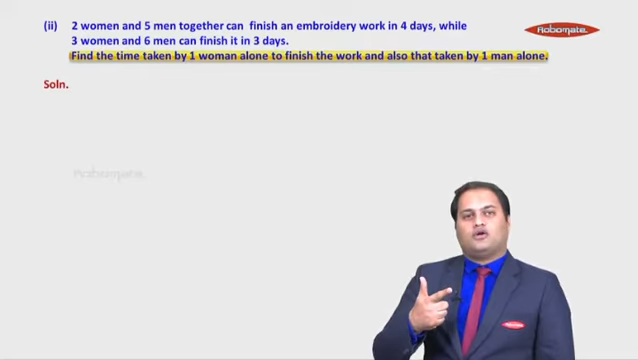 (ii) 2 women and 5 men together can finish an embroidery work in 4 days, while
Robomate
3 women and 6 men can finish it in 3 days.
Find the time taken by 1 woman alone to finish the work and also that taken by 1 man alone.
Soln.
Robomate